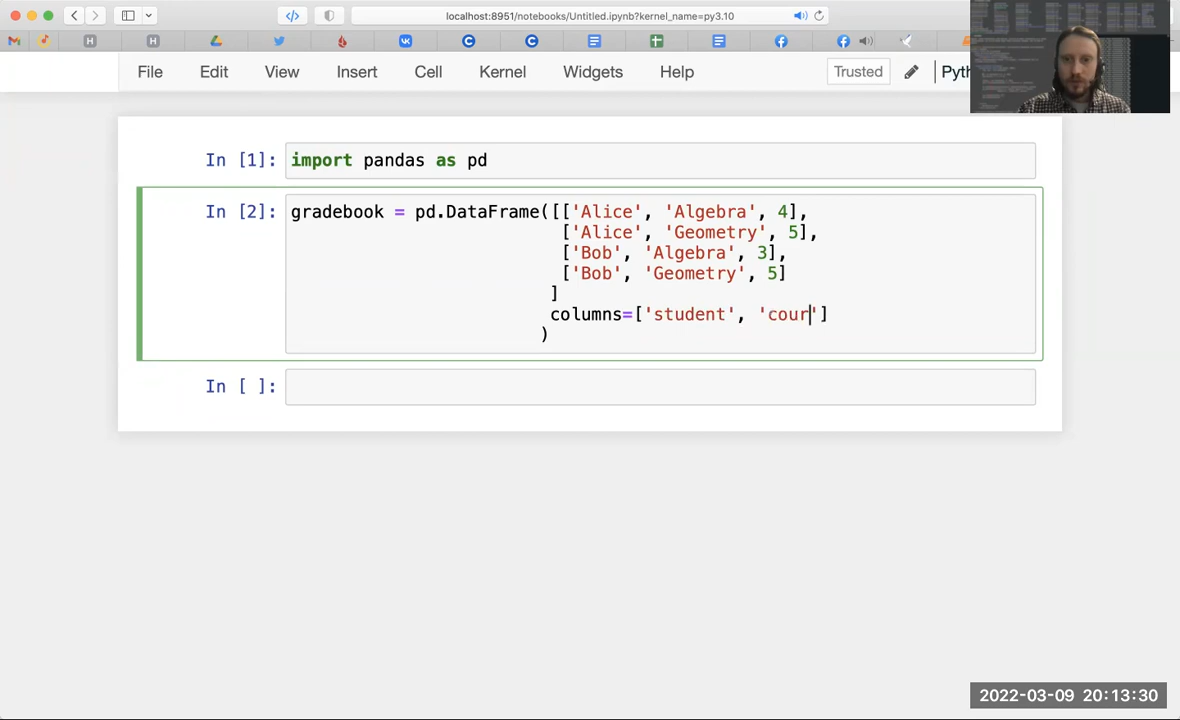 localhost:8951/notebooks/Untitled.ipynb?kernel_name=py3.10
File Edit View Insert Cell Kernel Widgets Help Trusted
In [1]: import pandas as pd
In [2]: gradebook = pd.DataFrame([['Alice', 'Algebra', 4],
['Alice', 'Geometry', 5],
['Bob', 'Algebra', 3],
['Bob', 'Geometry', 5]
]
columns=['student', 'cour']
)
In [ ]:
2022-03-09 20:13:30